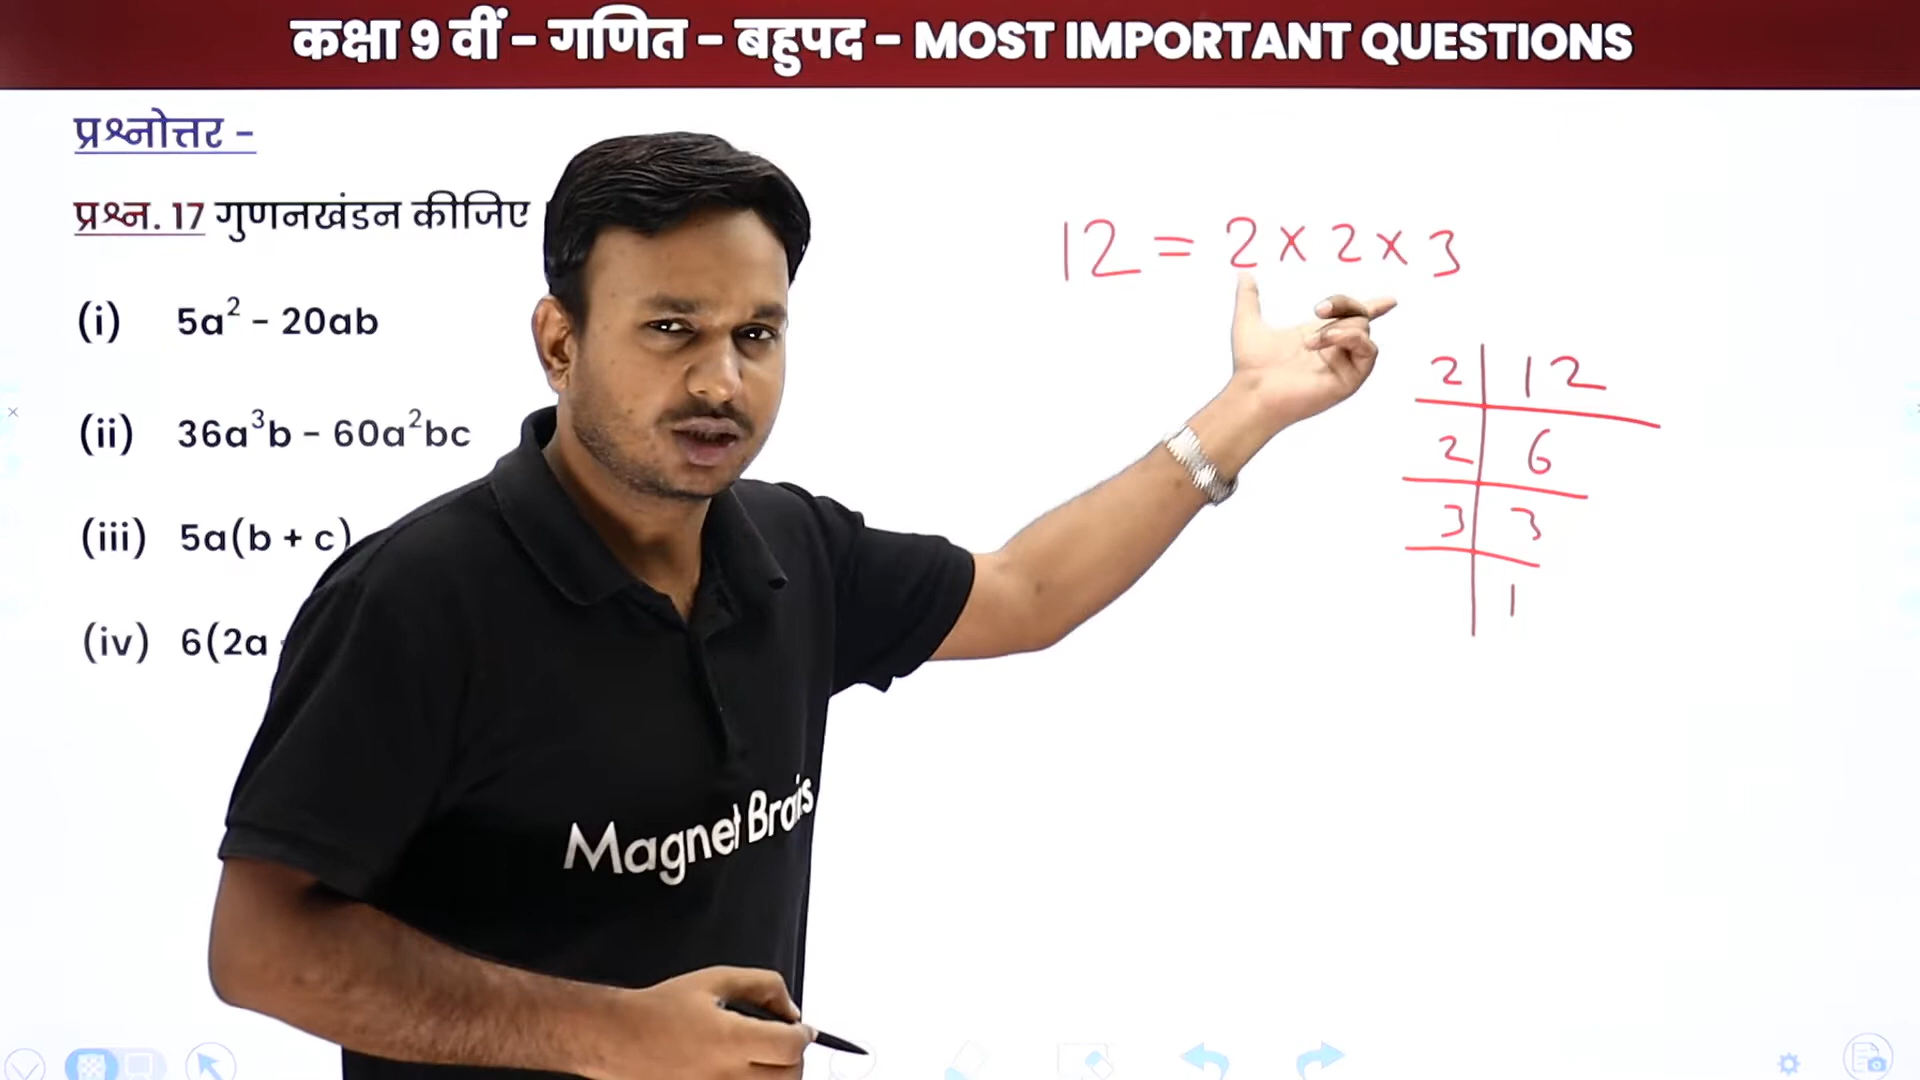 कक्षा 9 वीं – गणित – बहुपद – MOST IMPORTANT QUESTIONS
प्रश्नोत्तर –
प्रश्न. 17 गुणनखंडन कीजिए
(i) 5a² – 20ab
(ii) 36a³b – 60a²bc
(iii) 5a(b + c)
(iv) 6(2a
12 = 2 × 2 × 3
2 | 12
2 | 6
3 | 3
| 1
Magnet Brains